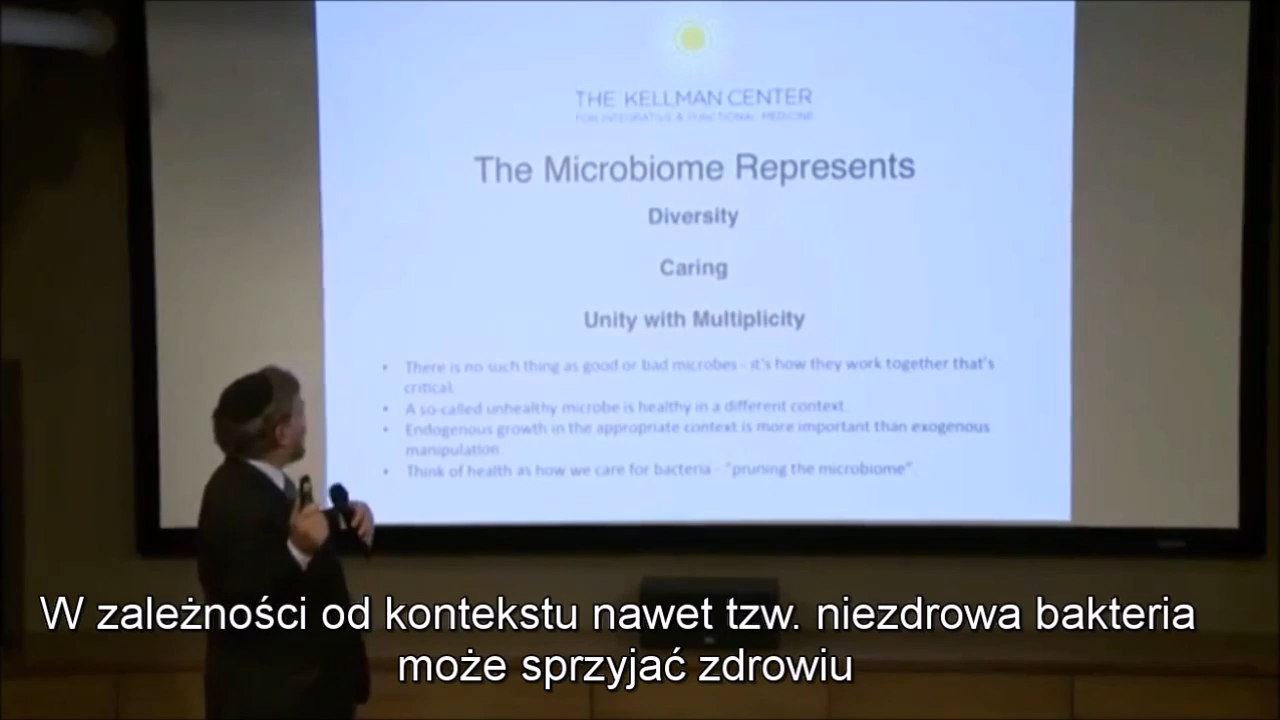 THE KELLMAN CENTER
FOR INTEGRATIVE & FUNCTIONAL MEDICINE
The Microbiome Represents
Diversity
Caring
Unity with Multiplicity
• There is no such thing as good or bad microbes - it's how they work together that's
critical.
• A so-called unhealthy microbe is healthy in a different context.
• Endogenous growth in the appropriate context is more important than exogenous
manipulation.
• Think of health as how we care for bacteria - "pruning the microbiome".
W zależności od kontekstu nawet tzw. niezdrowa bakteria
może sprzyjać zdrowiu